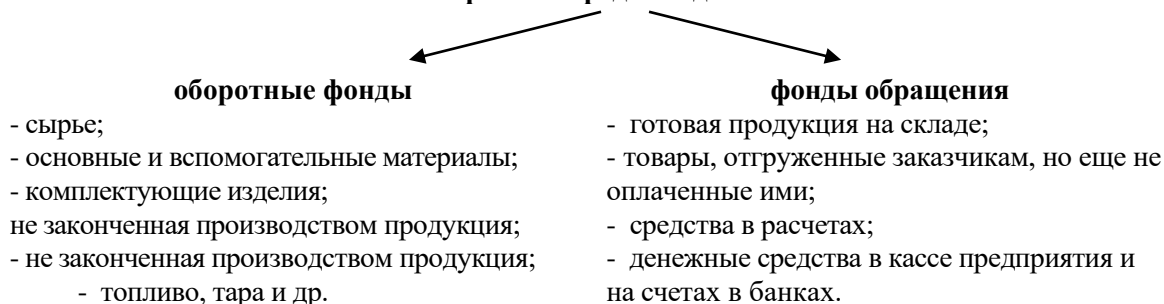 оборотные фонды
- сырье;
- основные и вспомогательные материалы;
- комплектующие изделия;
не законченная производством продукция;
- не законченная производством продукция;
- топливо, тара и др.
фонды обращения
- готовая продукция на складе;
- товары, отгруженные заказчикам, но еще не
оплаченные ими;
- средства в расчетах;
- денежные средства в кассе предприятия и
на счетах в банках.